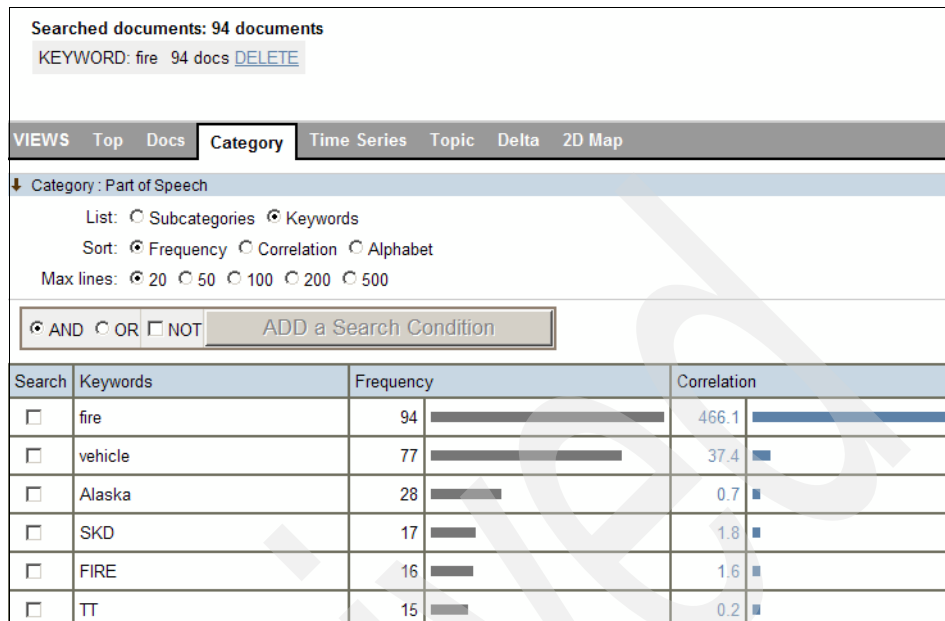 Searched documents: 94 documents
KEYWORD: fire 94 docs DELETE
VIEWS Top Docs Category Time Series Topic Delta 2D Map
Category : Part of Speech
List: Subcategories Keywords
Sort: Frequency Correlation Alphabet
Max lines: 20 50 100 200 500
AND OR NOT ADD a Search Condition
Search Keywords Frequency Correlation
fire 94 466.1
vehicle 77 37.4
Alaska 28 0.7
SKD 17 1.8
FIRE 16 1.6
TT 15 0.2